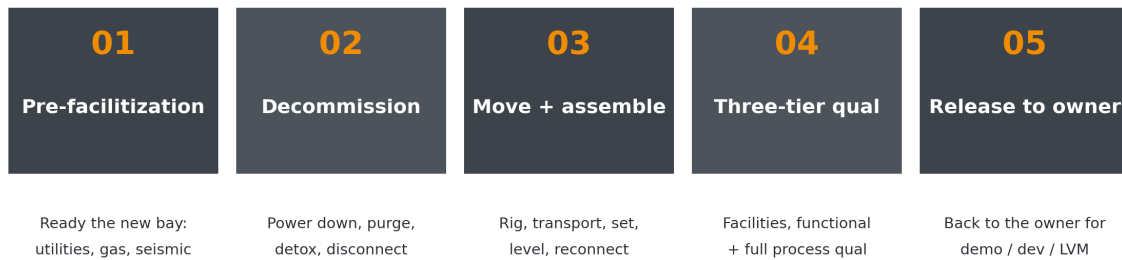 01
Pre-facilitization
Ready the new bay:
utilities, gas, seismic
02
Decommission
Power down, purge,
detox, disconnect
03
Move + assemble
Rig, transport, set,
level, reconnect
04
Three-tier qual
Facilities, functional
+ full process qual
05
Release to owner
Back to the owner for
demo / dev / LVM